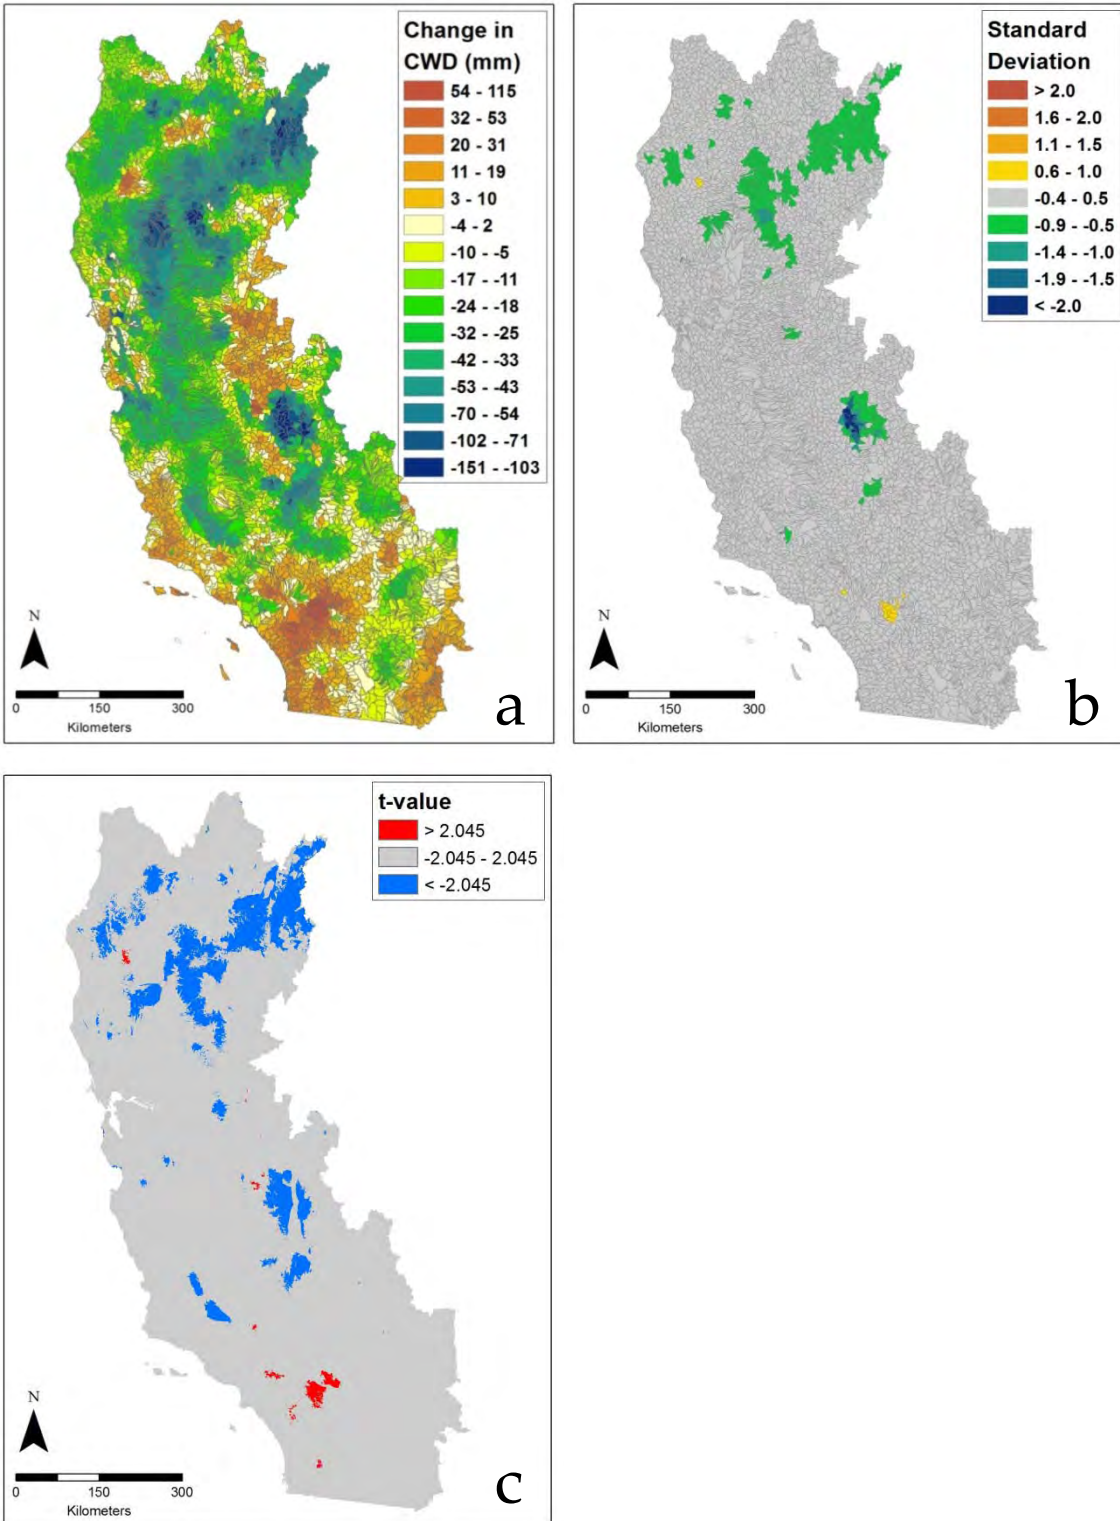 Change in
CWD (mm)
54 - 115
32 - 53
20 - 31
11 - 19
3 - 10
-4 - 2
-10 - -5
-17 - -11
-24 - -18
-32 - -25
-42 - -33
-53 - -43
-70 - -54
-102 - -71
-151 - -103
N
0 150 300
Kilometers
a
Standard
Deviation
> 2.0
1.6 - 2.0
1.1 - 1.5
0.6 - 1.0
-0.4 - 0.5
-0.9 - -0.5
-1.4 - -1.0
-1.9 - -1.5
< -2.0
N
0 150 300
Kilometers
b
t-value
> 2.045
-2.045 - 2.045
< -2.045
N
0 150 300
Kilometers
c